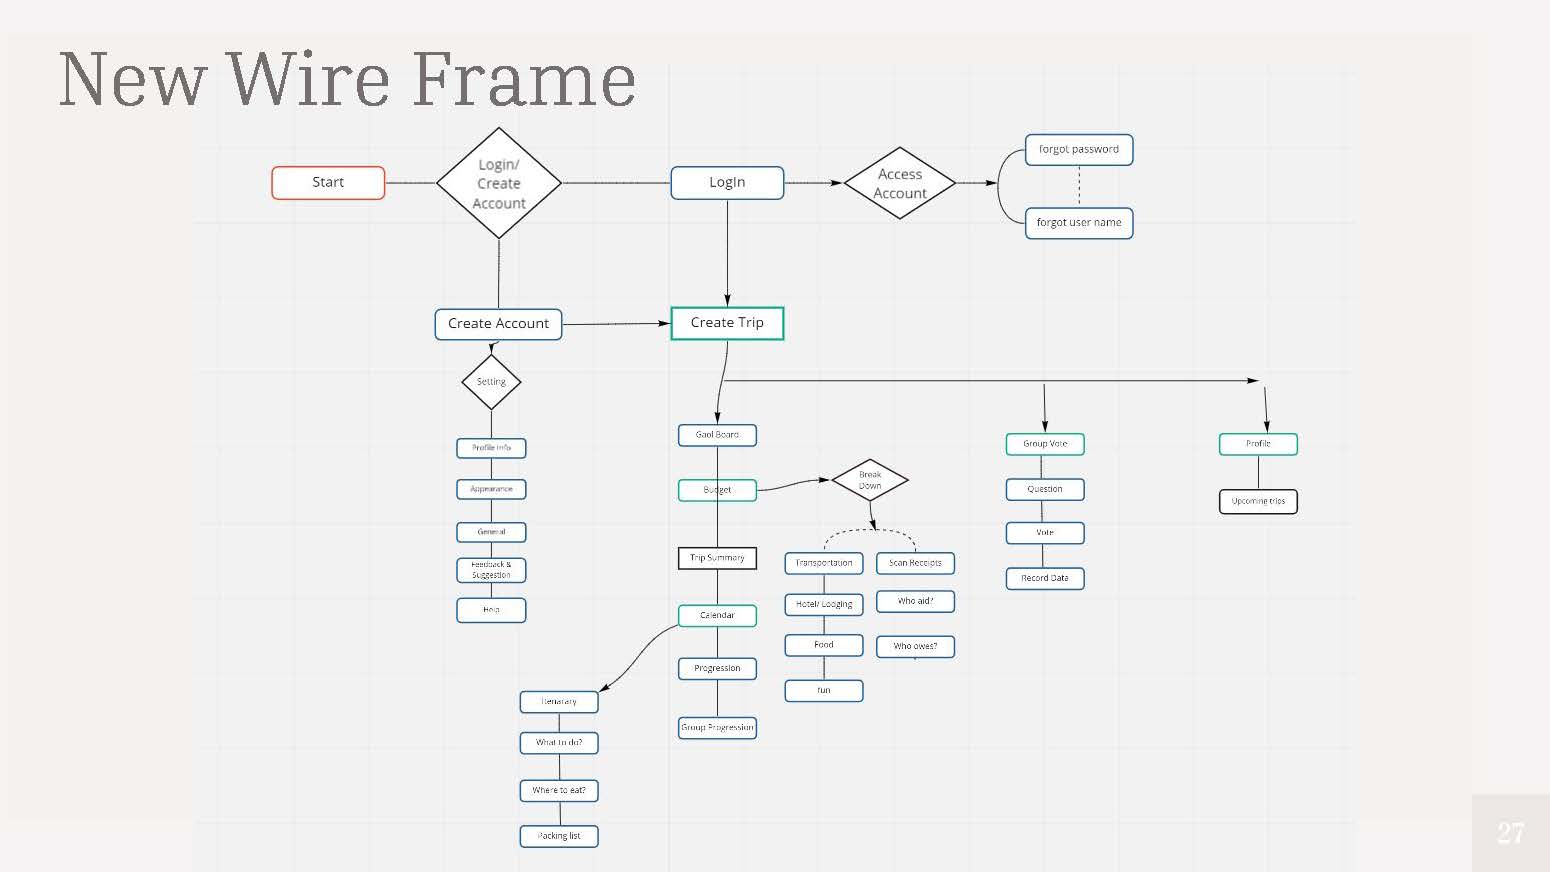 New Wire Frame
Start
Login/
Create
Account
LogIn
Access
Account
forgot password
forgot user name
Create Account
Create Trip
Setting
Profile Info
Appearance
General
Feedback &
Suggestion
Help
Gaol Board
Budget
Trip Summary
Calendar
Progression
Group Progression
Break
Down
Transportation
Hotel/ Lodging
Food
fun
Scan Receipts
Who aid?
Who owes?
Group Vote
Question
Vote
Record Data
Profile
Upcoming trips
Itenarary
What to do?
Where to eat?
Packing list
27